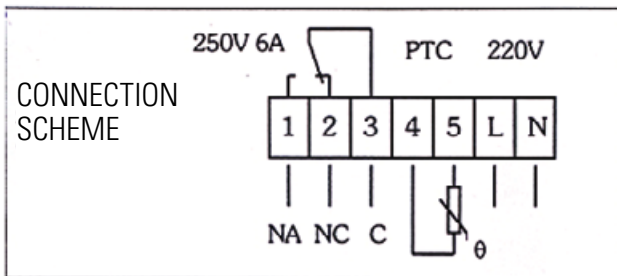 250V 6A PTC 220V
CONNECTION
SCHEME
1 2 3 4 5 L N
NA NC C θ